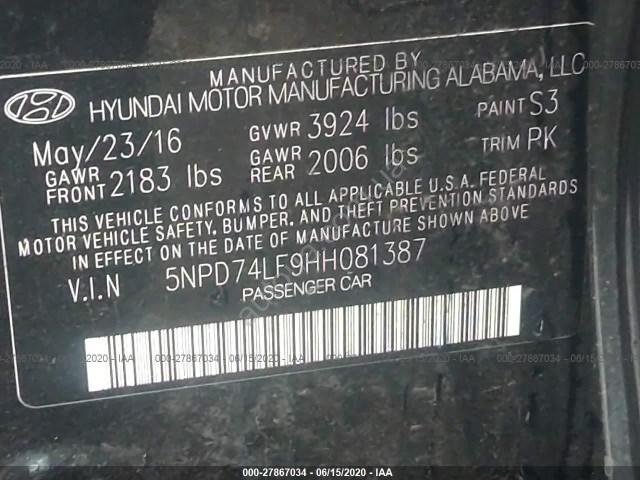 MANUFACTURED BY
HYUNDAI MOTOR MANUFACTURING ALABAMA, LLC
May/23/16 GVWR 3924 lbs PAINT S3
GAWR FRONT 2183 lbs GAWR REAR 2006 lbs TRIM PK
THIS VEHICLE CONFORMS TO ALL APPLICABLE U.S.A. FEDERAL
MOTOR VEHICLE SAFETY, BUMPER, AND THEFT PREVENTION STANDARDS
IN EFFECT ON THE DATE OF MANUFACTURE SHOWN ABOVE
V.I.N 5NPD74LF9HH081387
PASSENGER CAR
000-27867034 - 06/15/2020 - IAA